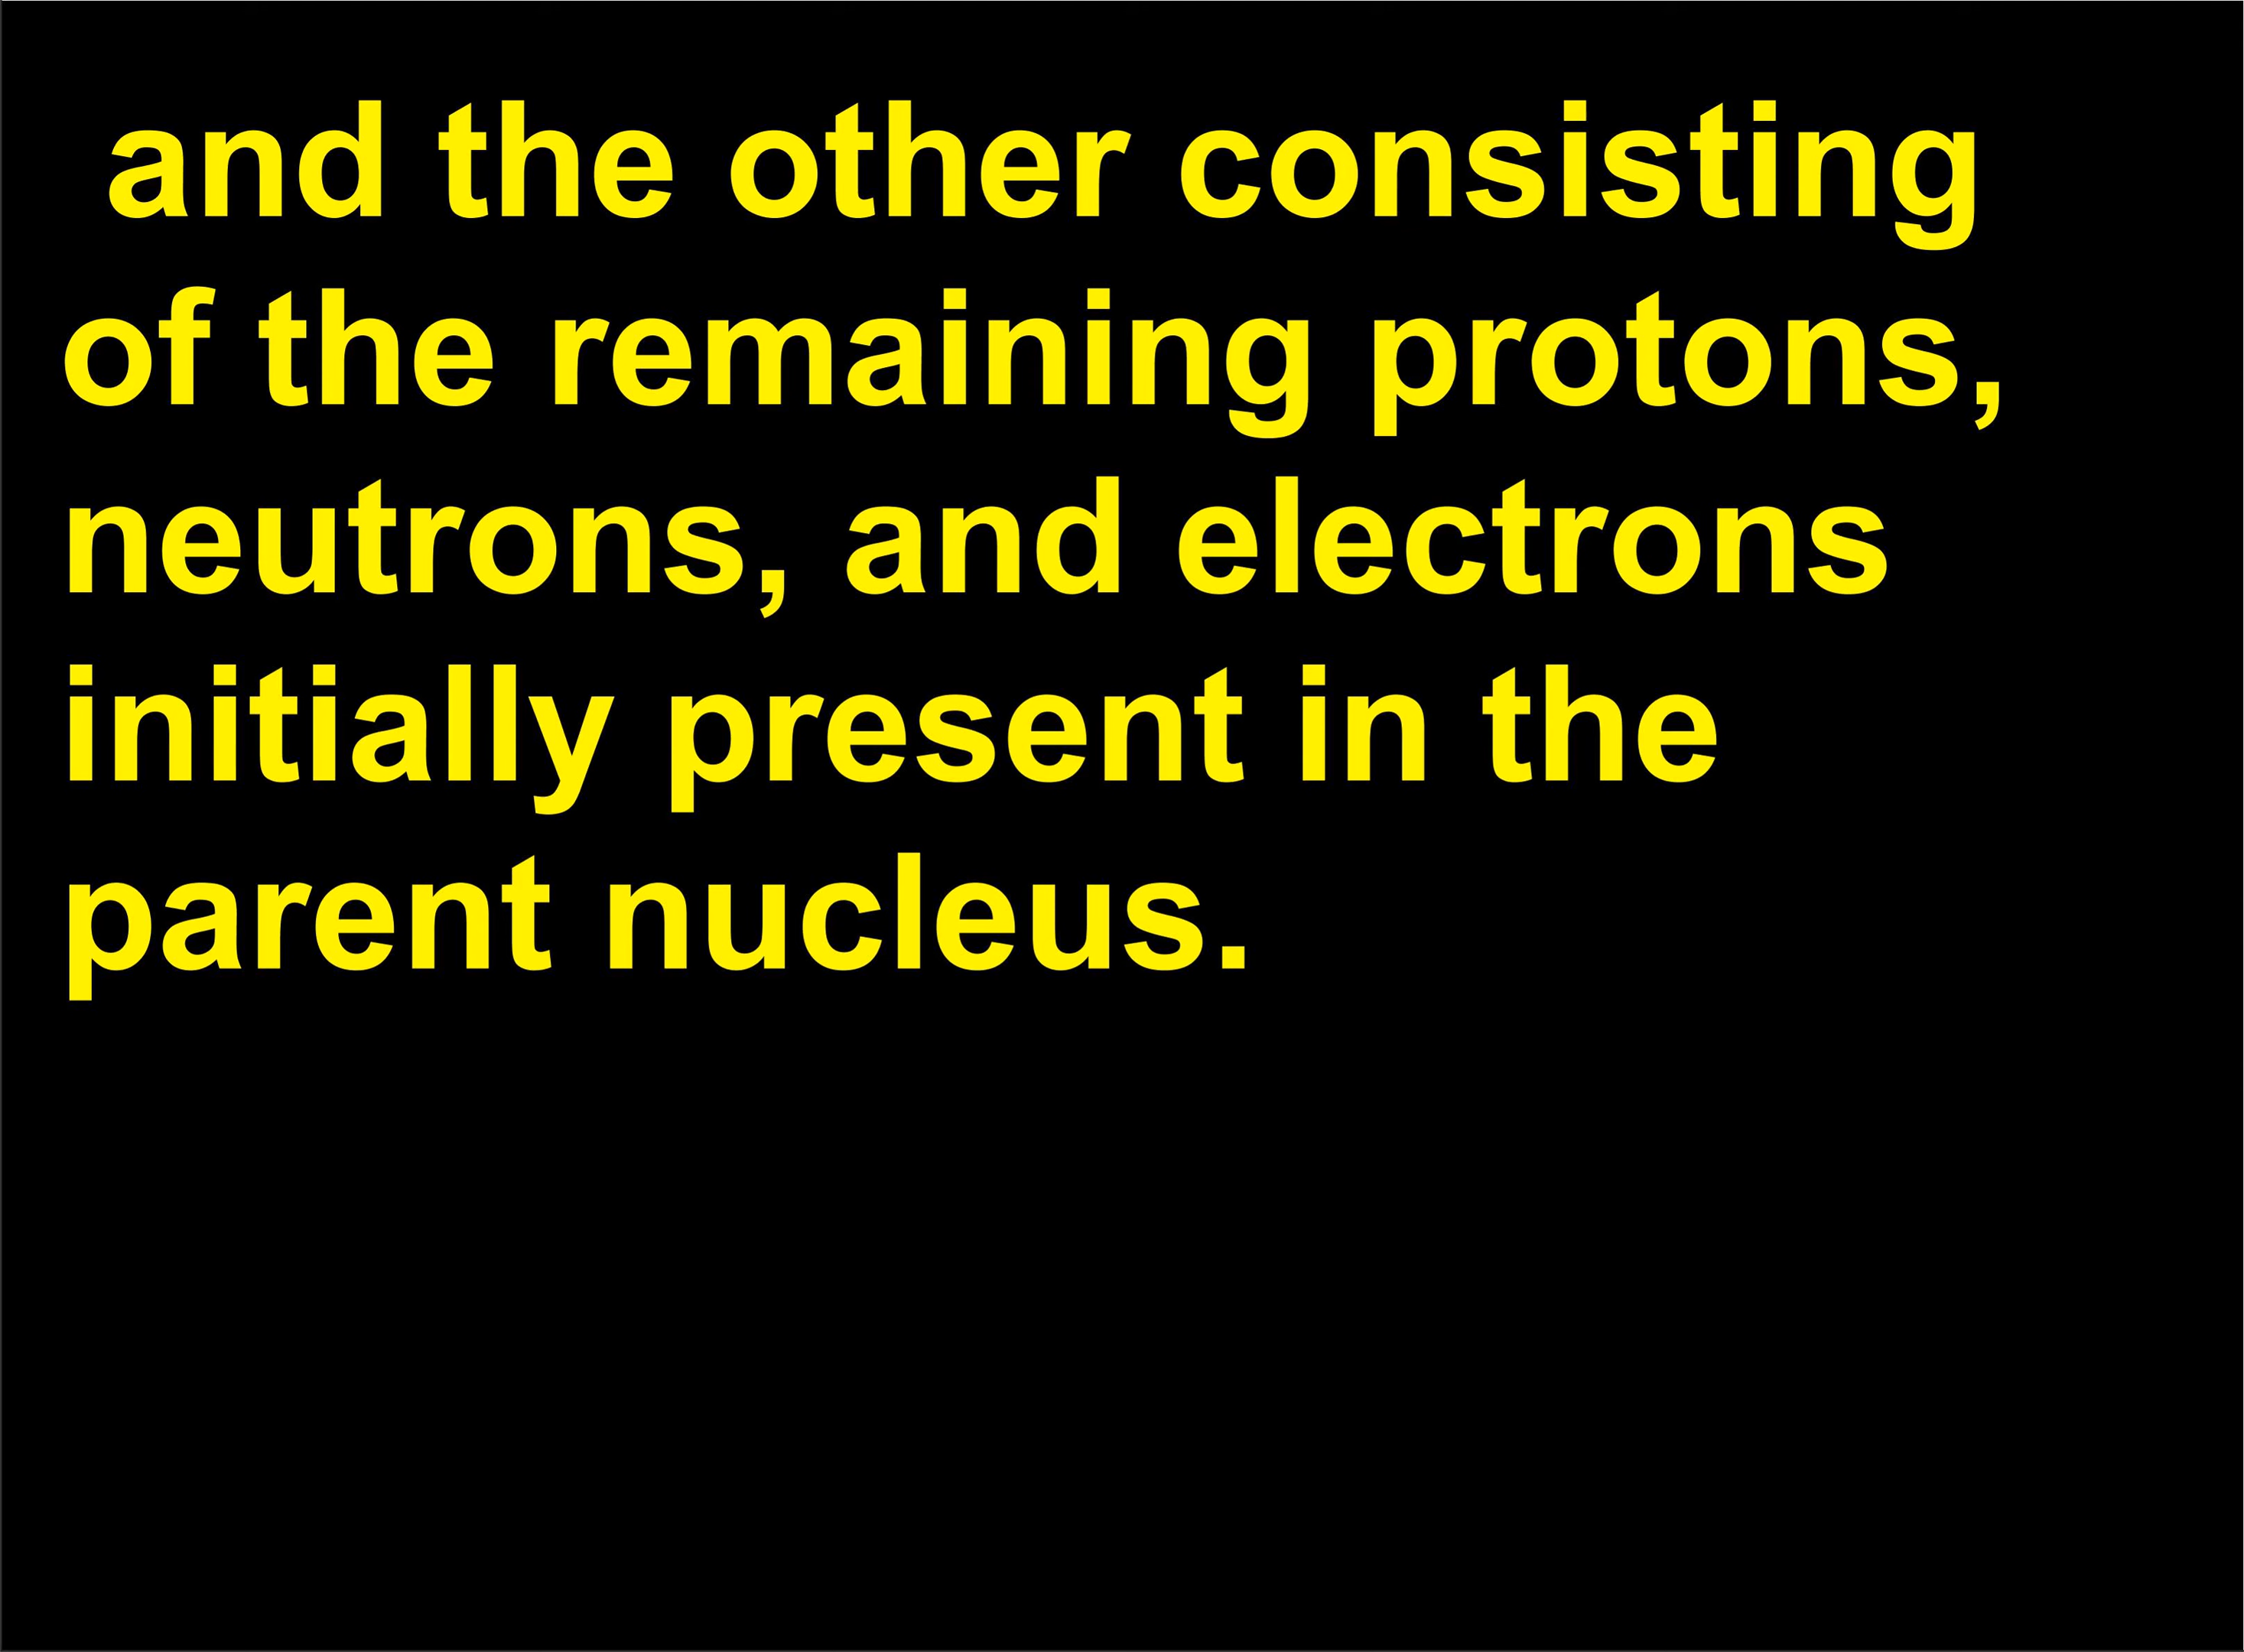 and the other consisting
of the remaining protons,
neutrons, and electrons
initially present in the
parent nucleus.